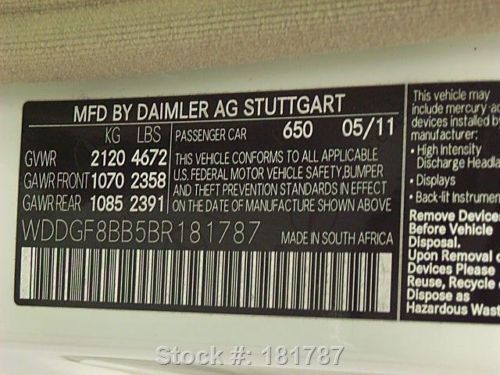 MFD BY DAIMLER AG STUTTGART
KG LBS
GVWR 2120 4672
GAWR FRONT 1070 2358
GAWR REAR 1085 2391
PASSENGER CAR 650 05/11
THIS VEHICLE CONFORMS TO ALL APPLICABLE
U.S. FEDERAL MOTOR VEHICLE SAFETY, BUMPER
AND THEFT PREVENTION STANDARDS IN EFFECT
ON THE DATE OF MANUFACTURE SHOWN ABOVE.
WDDGF8BB5BR181787 MADE IN SOUTH AFRICA
This vehicle may
include mercury-
devices installed by
manufacturer:
• High Intensity
Discharge
• Displays
• Back-lit
Remove
Before Vehicle
Disposal.
Upon Removal
Devices Please
Reuse, Recycle
Dispose as
Hazardous
Stock #: 181787